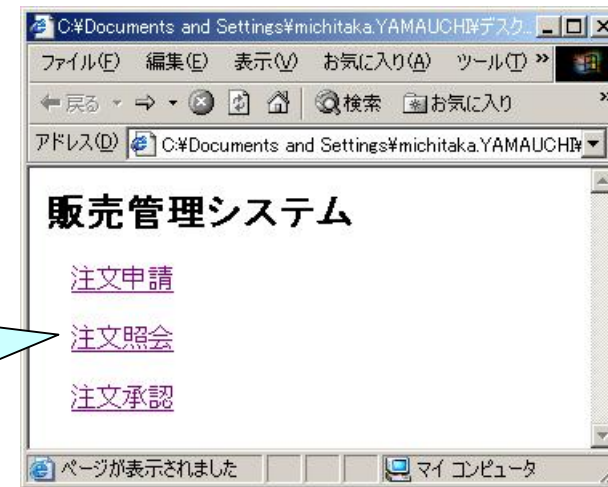 C:¥Documents and Settings¥michitaka.YAMAUCHI¥デスク...
ファイル(F) 編集(E) 表示(V) お気に入り(A) ツール(T) »
戻る 検索 お気に入り »
アドレス(D) C:¥Documents and Settings¥michitaka.YAMAUCHI¥
販売管理システム
注文申請
注文照会
注文承認
ページが表示されました マイ コンピュータ